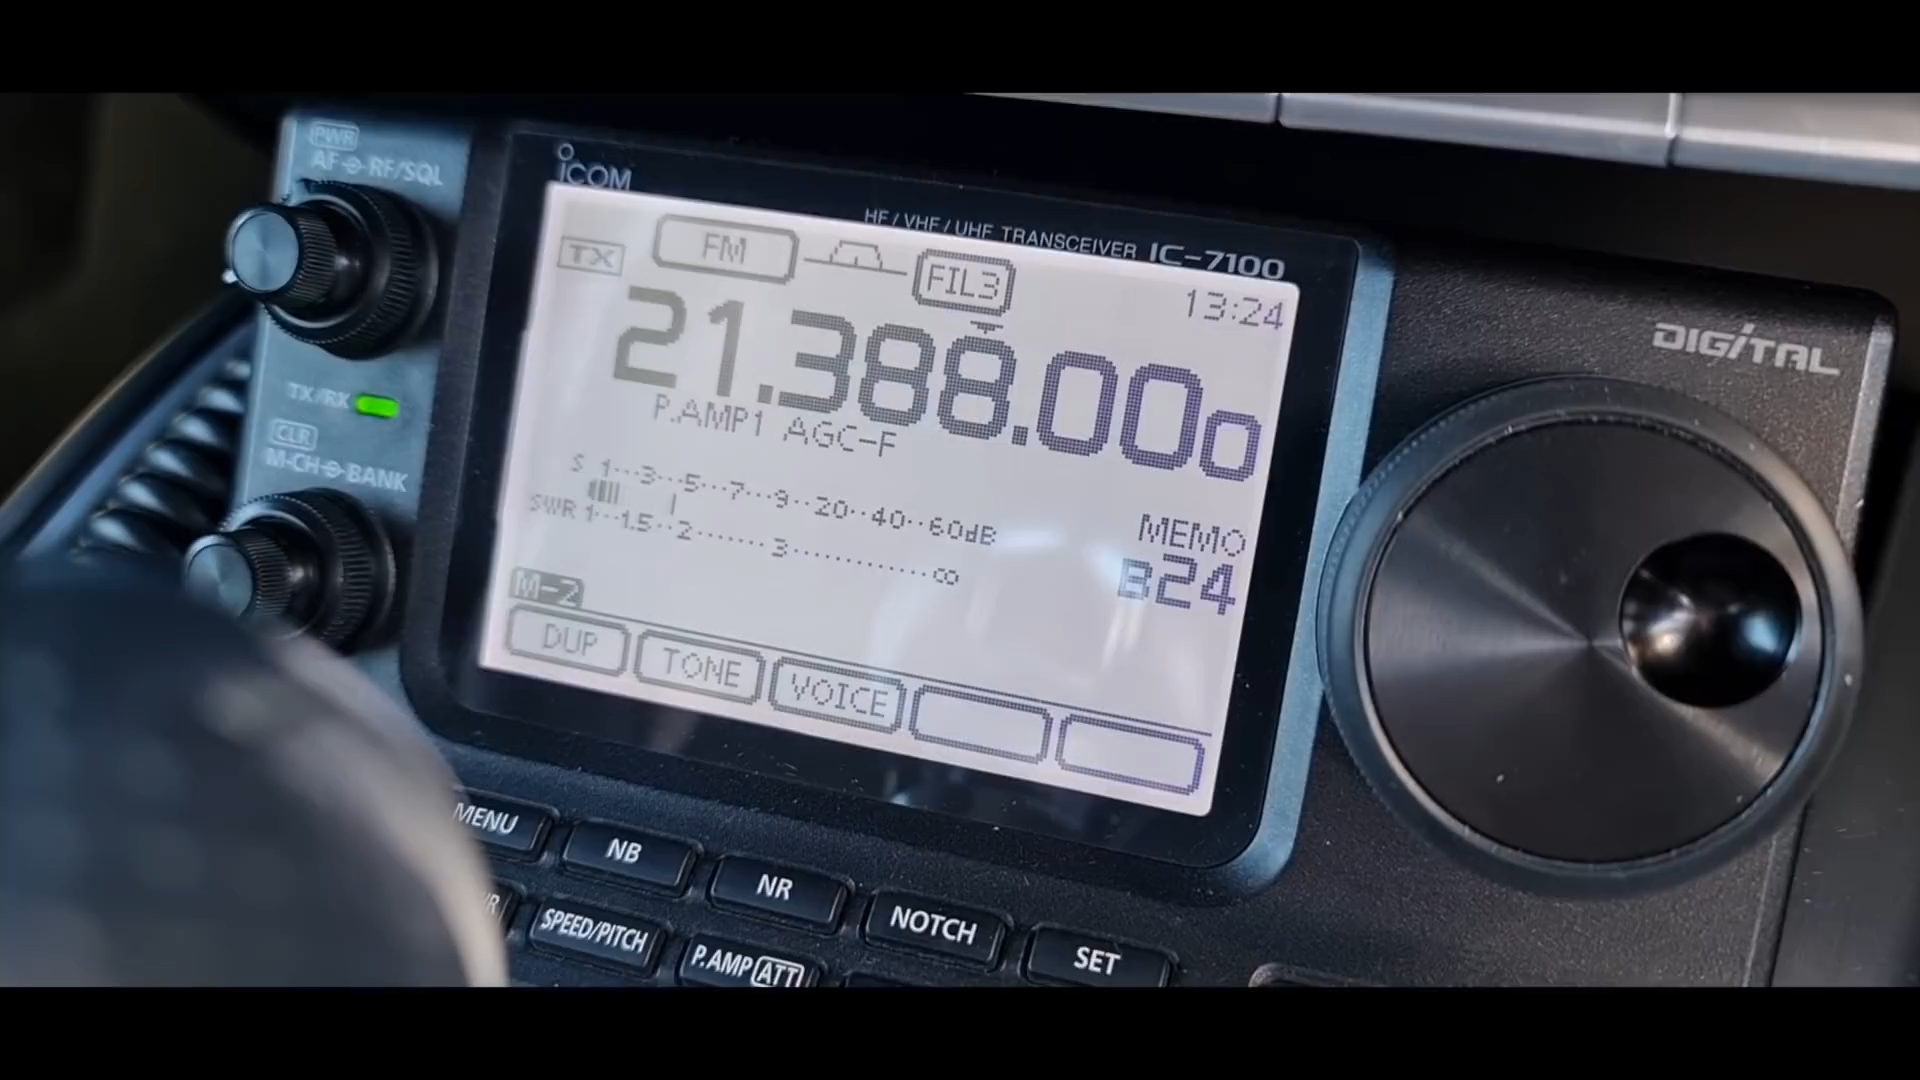 PWR
AF RF/SQL
ICOM
HF / VHF / UHF TRANSCEIVER IC-7100
TX FM FIL3 13:24
21.388.000
P.AMP1 AGC-F
S 1···3···5···7···9··20··40··60dB
SWR 1···1.5··2·······3···········∞
MEMO
B24
M-2
DUP TONE VOICE
TX/RX
CLR
M-CH BANK
DIGITAL
MENU NB NR NOTCH SET
SPEED/PITCH P.AMP ATT